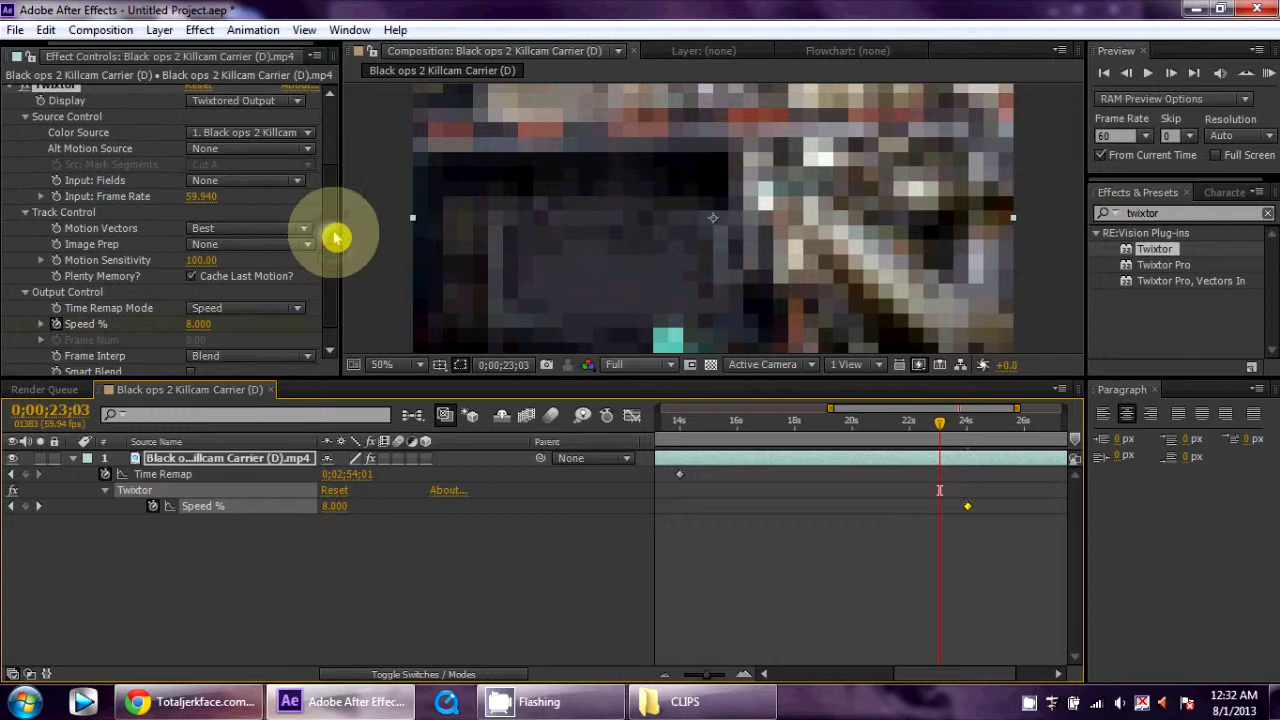 Adobe After Effects - Untitled Project.aep *
File Edit Composition Layer Effect Animation View Window Help
Effect Controls: Black ops 2 Killcam Carrier (D).mp4
Composition: Black ops 2 Killcam Carrier (D)
Layer: (none)
Flowchart: (none)
Preview
Black ops 2 Killcam Carrier (D) • Black ops 2 Killcam Carrier (D).mp4
Black ops 2 Killcam Carrier (D)
Twixtor Reset About...
Display Twixtored Output
Source Control
Color Source 1. Black ops 2 Killcam
Alt Motion Source None
Src: Mark Segments Cut A
Input: Fields None
Input: Frame Rate 59.940
Track Control
Motion Vectors Best
Image Prep None
Motion Sensitivity 100.00
Plenty Memory? Cache Last Motion?
Output Control
Time Remap Mode Speed
Speed % 8.000
Frame Num 0.00
Frame Interp Blend
Smart Blend
RAM Preview Options
Frame Rate Skip Resolution
60 0 Auto
From Current Time Full Screen
Effects & Presets Characte
twixtor
RE:Vision Plug-ins
Twixtor
Twixtor Pro
Twixtor Pro, Vectors In
50% 0;00;23;03 Full Active Camera 1 View +0.0
Render Queue Black ops 2 Killcam Carrier (D)
0;00;23;03
01383 (59.94 fps)
14s 16s 18s 20s 22s 24s 26s
# Source Name fx Parent
1 Black o...illcam Carrier (D).mp4 fx None
Time Remap 0;02;54;01
fx Twixtor Reset About...
Speed % 8.000
Toggle Switches / Modes
Paragraph
0 px 0 px 0 px
0 px 0 px
Totaljerkface.com...
Ae Adobe After Effec...
Flashing
CLIPS
12:32 AM
8/1/2013